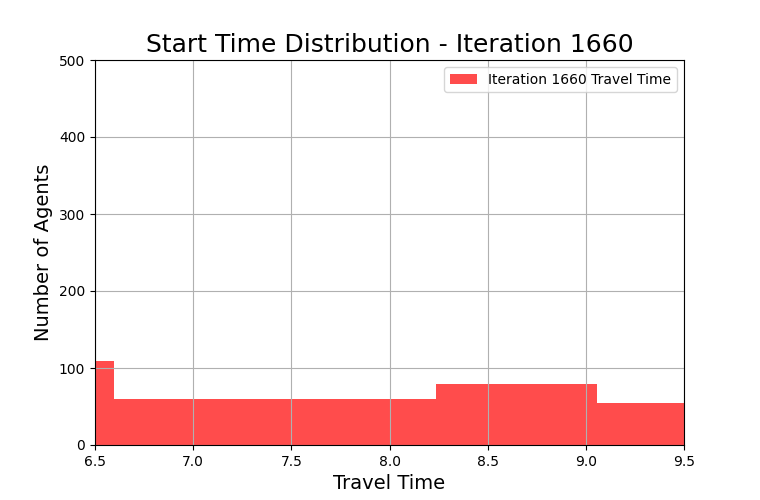 Start Time Distribution - Iteration 1660
Iteration 1660 Travel Time
Number of Agents
500
400
300
200
100
0
6.5 7.0 7.5 8.0 8.5 9.0 9.5
Travel Time